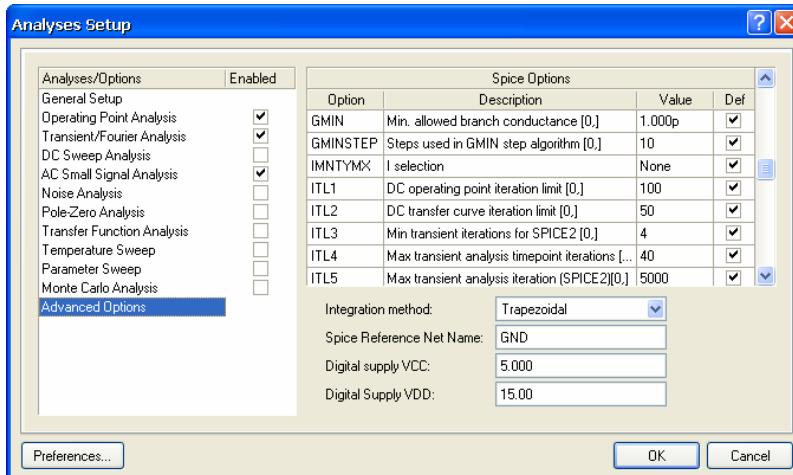 Analyses Setup
Analyses/Options Enabled
General Setup
Operating Point Analysis
Transient/Fourier Analysis
DC Sweep Analysis
AC Small Signal Analysis
Noise Analysis
Pole-Zero Analysis
Transfer Function Analysis
Temperature Sweep
Parameter Sweep
Monte Carlo Analysis
Advanced Options
Spice Options
Option Description Value Def
GMIN Min. allowed branch conductance [0,] 1.000p
GMINSTEP Steps used in GMIN step algorithm [0,] 10
IMNTYMX I selection None
ITL1 DC operating point iteration limit [0,] 100
ITL2 DC transfer curve iteration limit [0,] 50
ITL3 Min transient iterations for SPICE2 [0,] 4
ITL4 Max transient analysis timepoint iterations [... 40
ITL5 Max transient analysis iteration (SPICE2)[0,] 5000
Integration method: Trapezoidal
Spice Reference Net Name: GND
Digital supply VCC: 5.000
Digital Supply VDD: 15.00
Preferences... OK Cancel